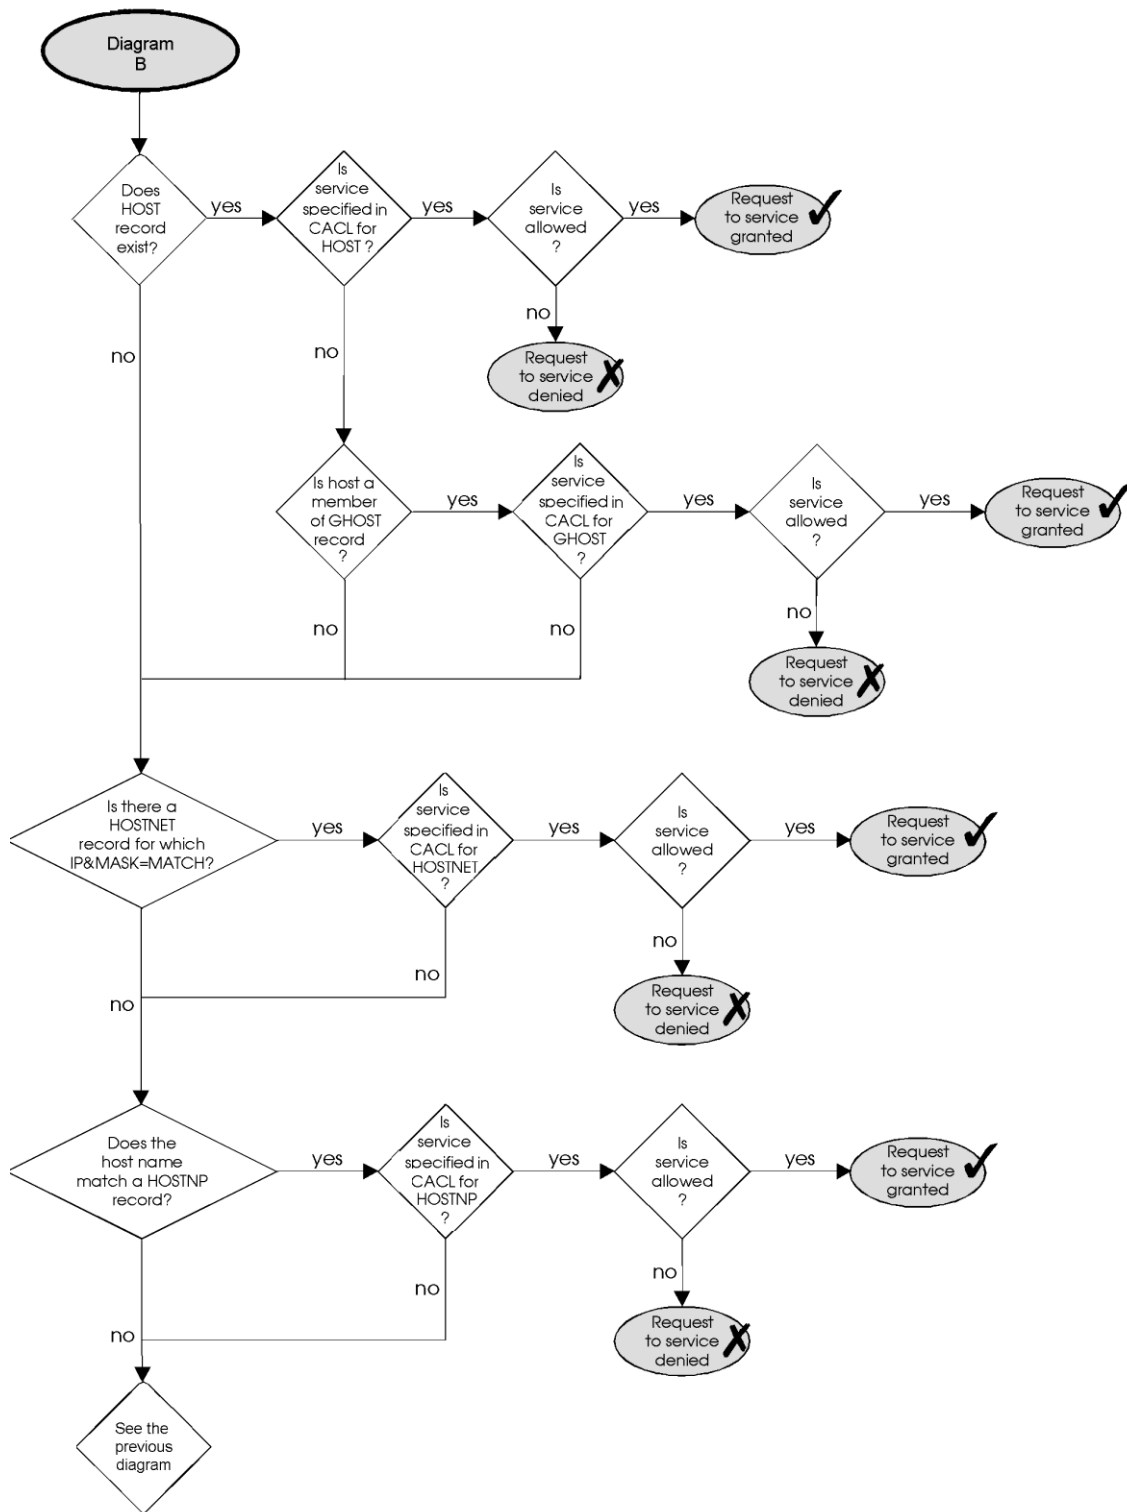 Diagram
B
Does
HOST
record
exist?
yes
Is
service
specified in
CACL for
HOST ?
yes
Is
service
allowed
?
yes
Request
to service
granted
no
no
no
Request
to service
denied
Is host a
member
of GHOST
record
?
yes
Is
service
specified in
CACL for
GHOST
?
yes
Is
service
allowed
?
yes
Request
to service
granted
no
no
no
Request
to service
denied
Is there a
HOSTNET
record for which
IP&MASK=MATCH?
yes
Is
service
specified in
CACL for
HOSTNET
?
yes
Is
service
allowed
?
yes
Request
to service
granted
no
no
no
Request
to service
denied
Does the
host name
match a HOSTNP
record?
yes
Is
service
specified in
CACL for
HOSTNP
?
yes
Is
service
allowed
?
yes
Request
to service
granted
no
no
no
Request
to service
denied
See the
previous
diagram